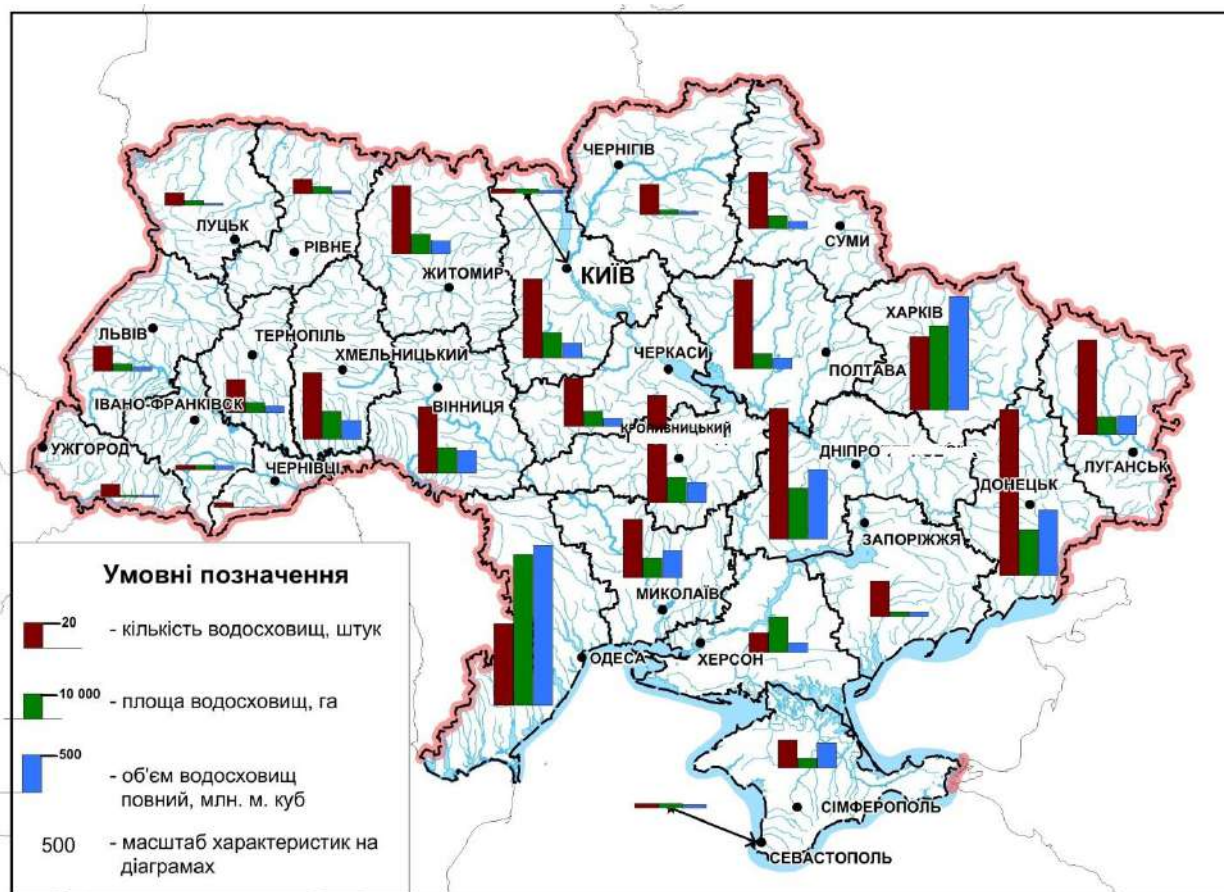 ЧЕРНІГІВ
СУМИ
ЛУЦЬК
РІВНЕ
КИЇВ
ЖИТОМИР
ХАРКІВ
ЛЬВІВ
ТЕРНОПІЛЬ
ХМЕЛЬНИЦЬКИЙ
ЧЕРКАСИ
ПОЛТАВА
ІВАНО-ФРАНКІВСК
ВІННИЦЯ
КРОПИВНИЦЬКИЙ
УЖГОРОД
ЧЕРНІВЦІ
ДНІПРО
ЛУГАНСЬК
ДОНЕЦЬК
ЗАПОРІЖЖЯ
МИКОЛАЇВ
ОДЕСА
ХЕРСОН
СІМФЕРОПОЛЬ
СЕВАСТОПОЛЬ
Умовні позначення
20
- кількість водосховищ, штук
10 000
- площа водосховищ, га
500
- об'єм водосховищ
повний, млн. м. куб
500
- масштаб характеристик на
діаграмах